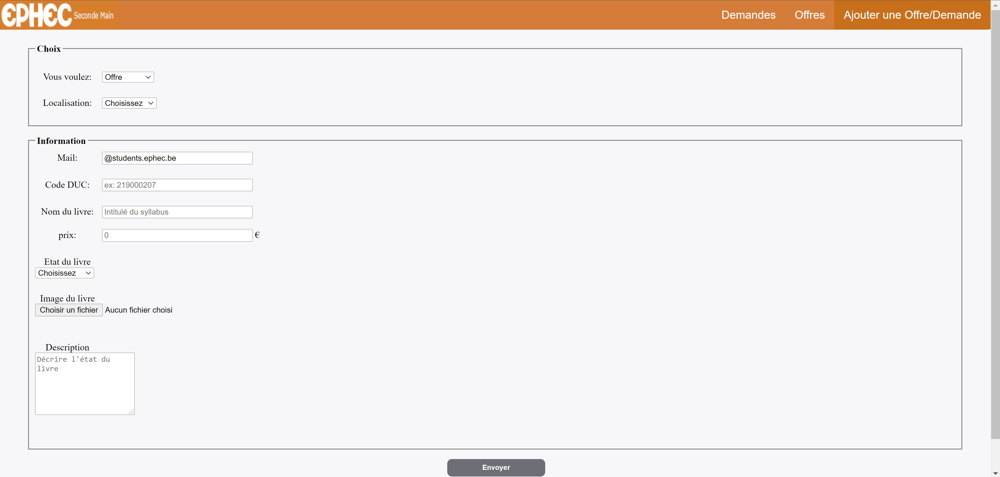 EPHEC Seconde Main Demandes Offres Ajouter une Offre/Demande
Choix
Vous voulez: Offre
Localisation: Choisissez
Information
Mail: @students.ephec.be
Code DUC: ex: 219000207
Nom du livre: Intitulé du syllabus
prix: 0 €
Etat du livre
Choisissez
Image du livre
Choisir un fichier Aucun fichier choisi
Description
Décrire l'état du
livre
Envoyer